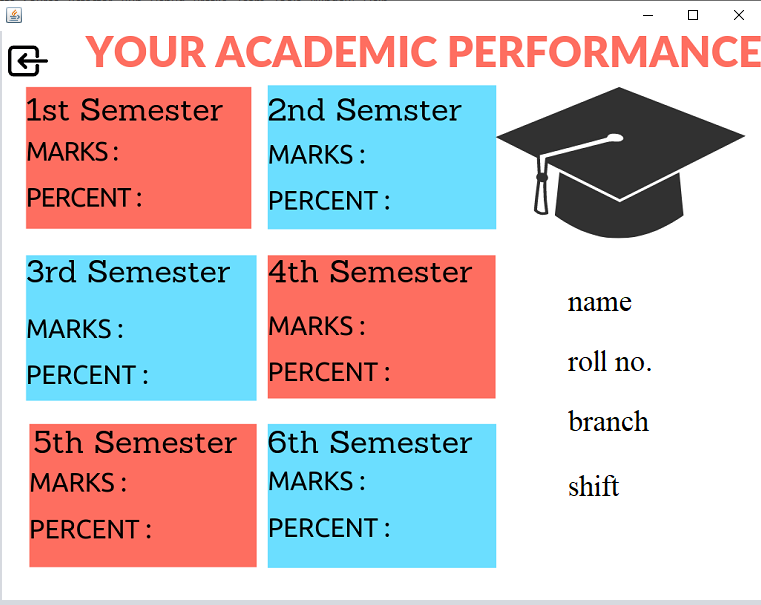 YOUR ACADEMIC PERFORMANCE
1st Semester
MARKS :
PERCENT :
2nd Semster
MARKS :
PERCENT :
3rd Semester
MARKS :
PERCENT :
4th Semester
MARKS :
PERCENT :
5th Semester
MARKS :
PERCENT :
6th Semester
MARKS :
PERCENT :
name
roll no.
branch
shift